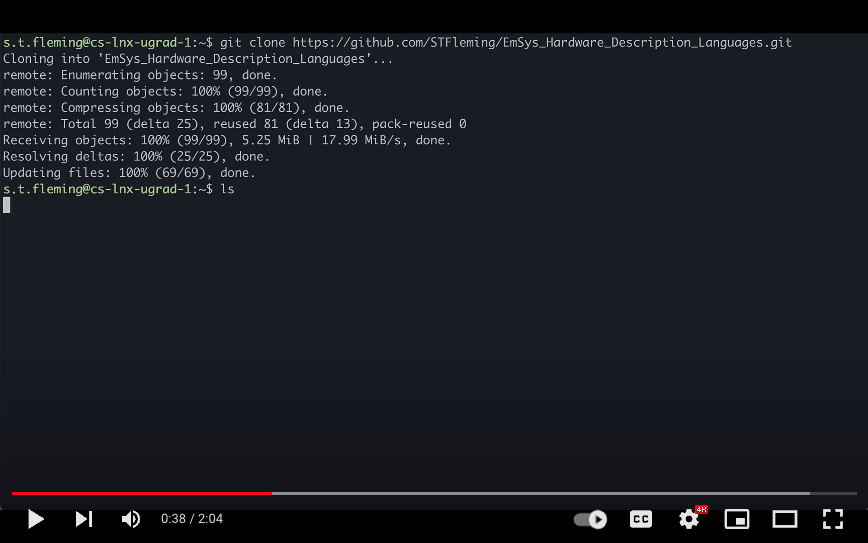 s.t.fleming@cs-lnx-ugrad-1:~$ git clone https://github.com/STFleming/EmSys_Hardware_Description_Languages.git
Cloning into 'EmSys_Hardware_Description_Languages'...
remote: Enumerating objects: 99, done.
remote: Counting objects: 100% (99/99), done.
remote: Compressing objects: 100% (81/81), done.
remote: Total 99 (delta 25), reused 81 (delta 13), pack-reused 0
Receiving objects: 100% (99/99), 5.25 MiB | 17.99 MiB/s, done.
Resolving deltas: 100% (25/25), done.
Updating files: 100% (69/69), done.
s.t.fleming@cs-lnx-ugrad-1:~$ ls
0:38 / 2:04 CC 4K